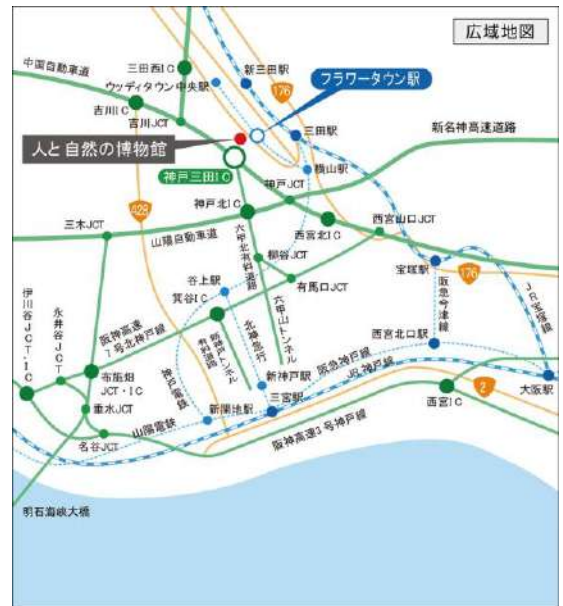 広域地図
三田西IC
新三田駅
中国自動車道
ウッディタウン中央駅
フラワータウン駅
176
吉川IC
吉川JCT
三田駅
新名神高速道路
人と自然の博物館
横山駅
神戸三田IC
神戸JCT
428
神戸北IC
三木JCT
山陽自動車道
六甲北有料道路
西宮北IC
西宮山口JCT
柳谷JCT
宝塚駅
176
谷上駅
有馬口JCT
箕谷IC
六甲山トンネル
阪急今津線
JR宝塚線
伊川谷JCT・IC
永井谷JCT
阪神高速
7号北神戸線
新神戸トンネル
有料道路
北神急行
西宮北口駅
布施畑
JCT・IC
神戸電鉄
新神戸駅
阪急神戸線
JR神戸線
2
大阪駅
垂水JCT
山陽電鉄
新開地駅
三宮駅
西宮IC
名谷JCT
阪神高速3号神戸線
明石海峡大橋